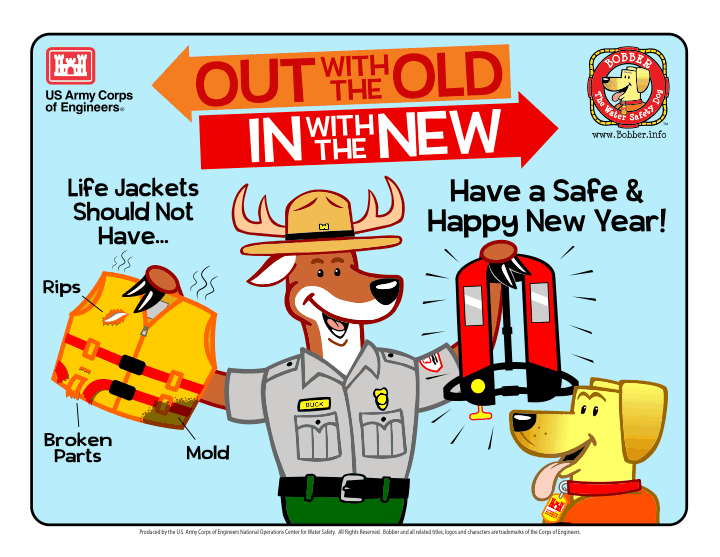 US Army Corps
of Engineers®
OUT WITH THE OLD
IN WITH THE NEW
BOBBER
The Water Safety Dog
www.Bobber.info
Life Jackets
Should Not
Have...
Have a Safe &
Happy New Year!
Rips
Broken
Parts
Mold
BUCK
Produced by the U.S. Army Corps of Engineers National Operations Center for Water Safety. All Rights Reserved. Bobber and all related titles, logos and characters are trademarks of the Corps of Engineers.